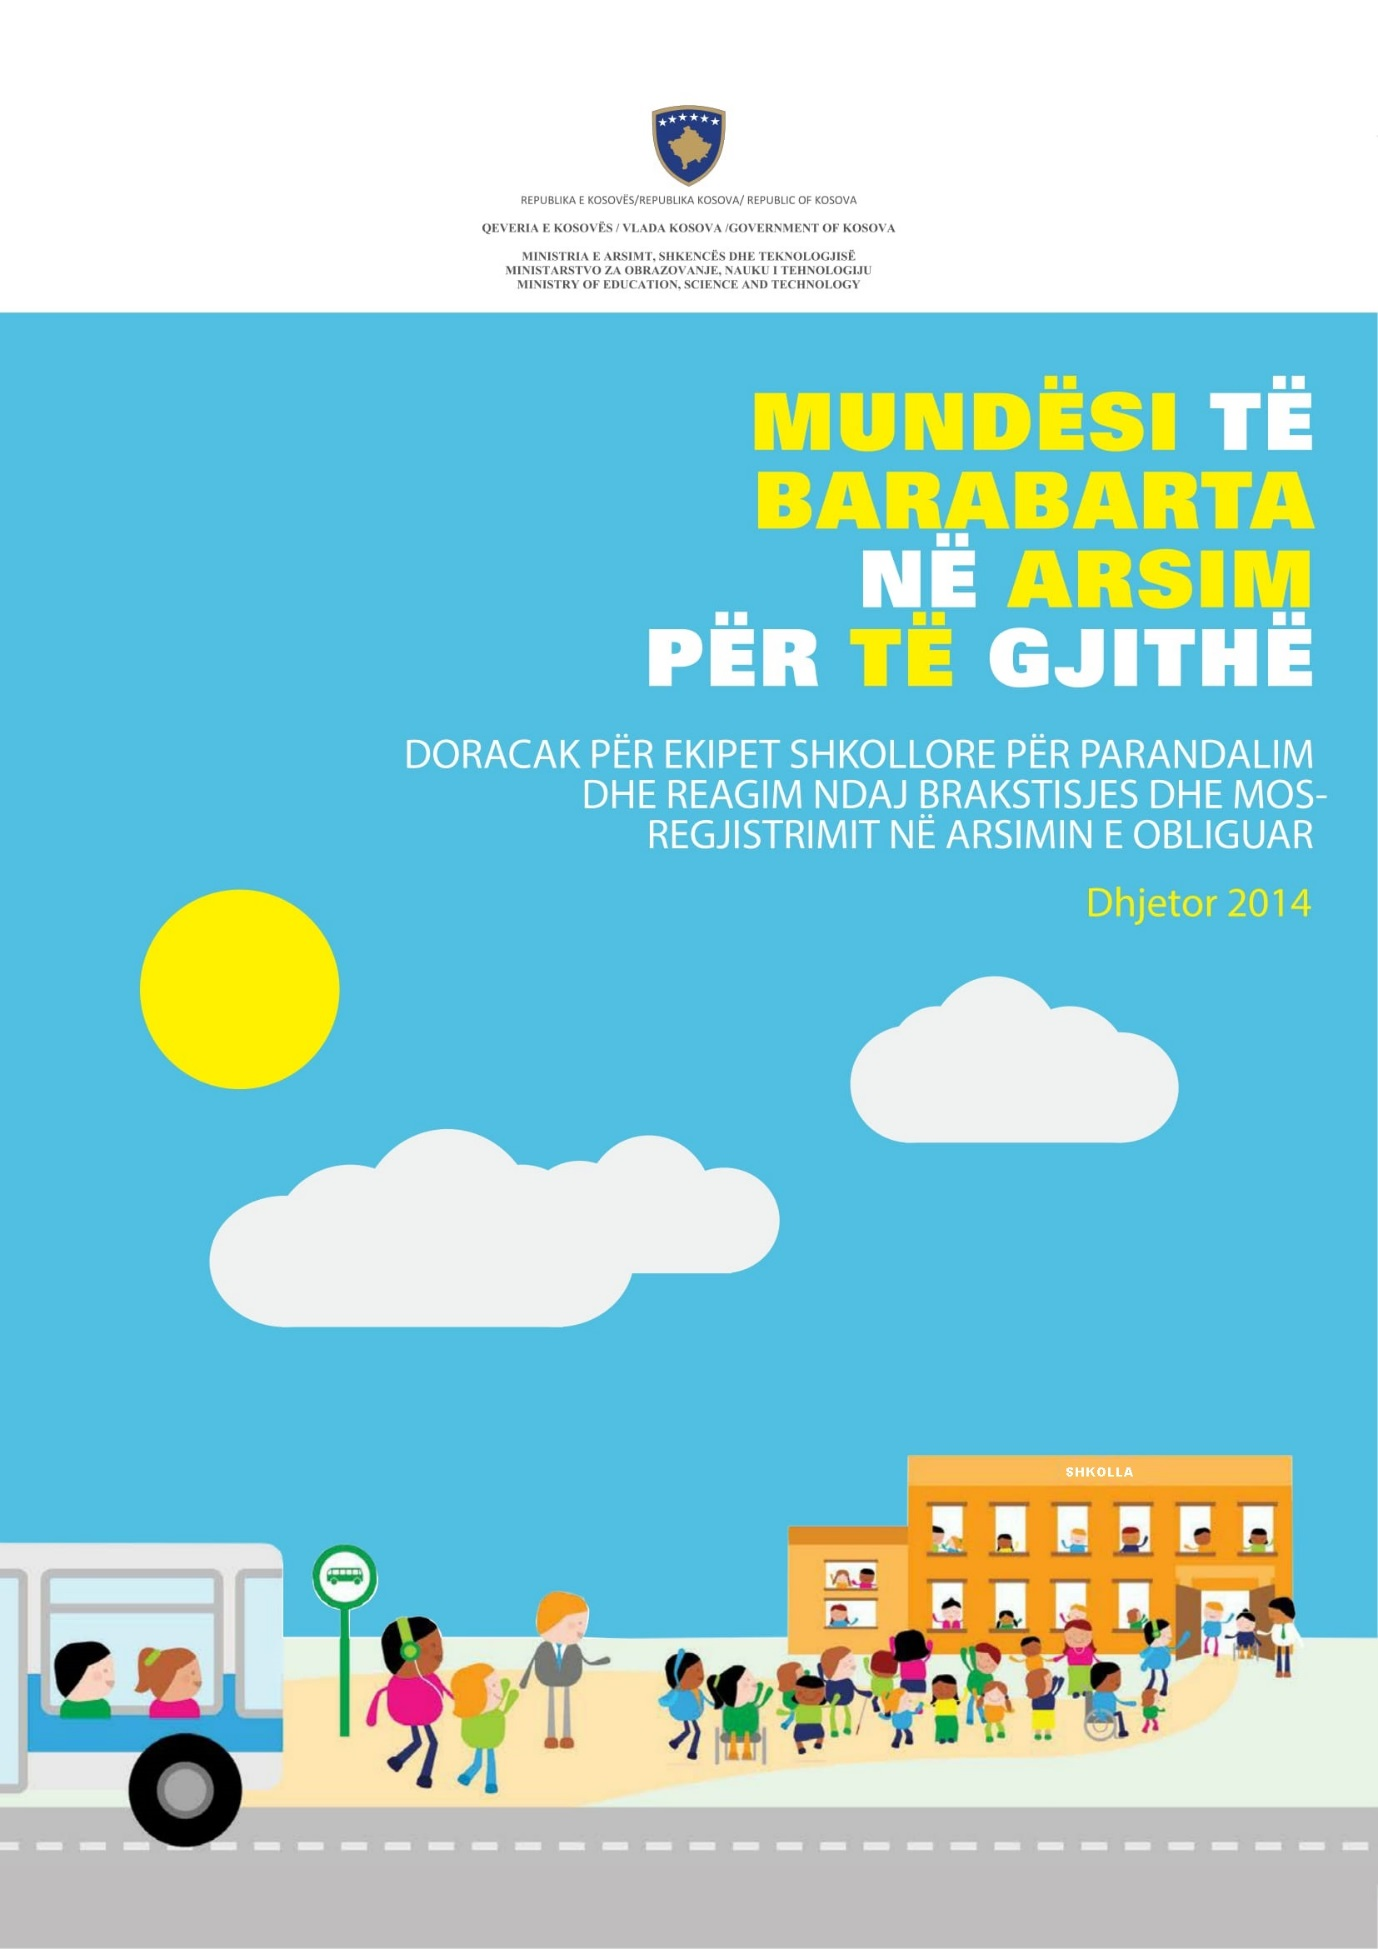 REPUBLIKA E KOSOVËS/REPUBLIKA KOSOVA/ REPUBLIC OF KOSOVA
QEVERIA E KOSOVËS / VLADA KOSOVA /GOVERNMENT OF KOSOVA
MINISTRIA E ARSIMT, SHKENCËS DHE TEKNOLOGJISË
MINISTARSTVO ZA OBRAZOVANJE, NAUKU I TEHNOLOGIJU
MINISTRY OF EDUCATION, SCIENCE AND TECHNOLOGY
MUNDËSI TË
BARABARTA
NË ARSIM
PËR TË GJITHË
DORACAK PËR EKIPET SHKOLLORE PËR PARANDALIM
DHE REAGIM NDAJ BRAKSTISJES DHE MOS-
REGJISTRIMIT NË ARSIMIN E OBLIGUAR
Dhjetor 2014
SHKOLLA